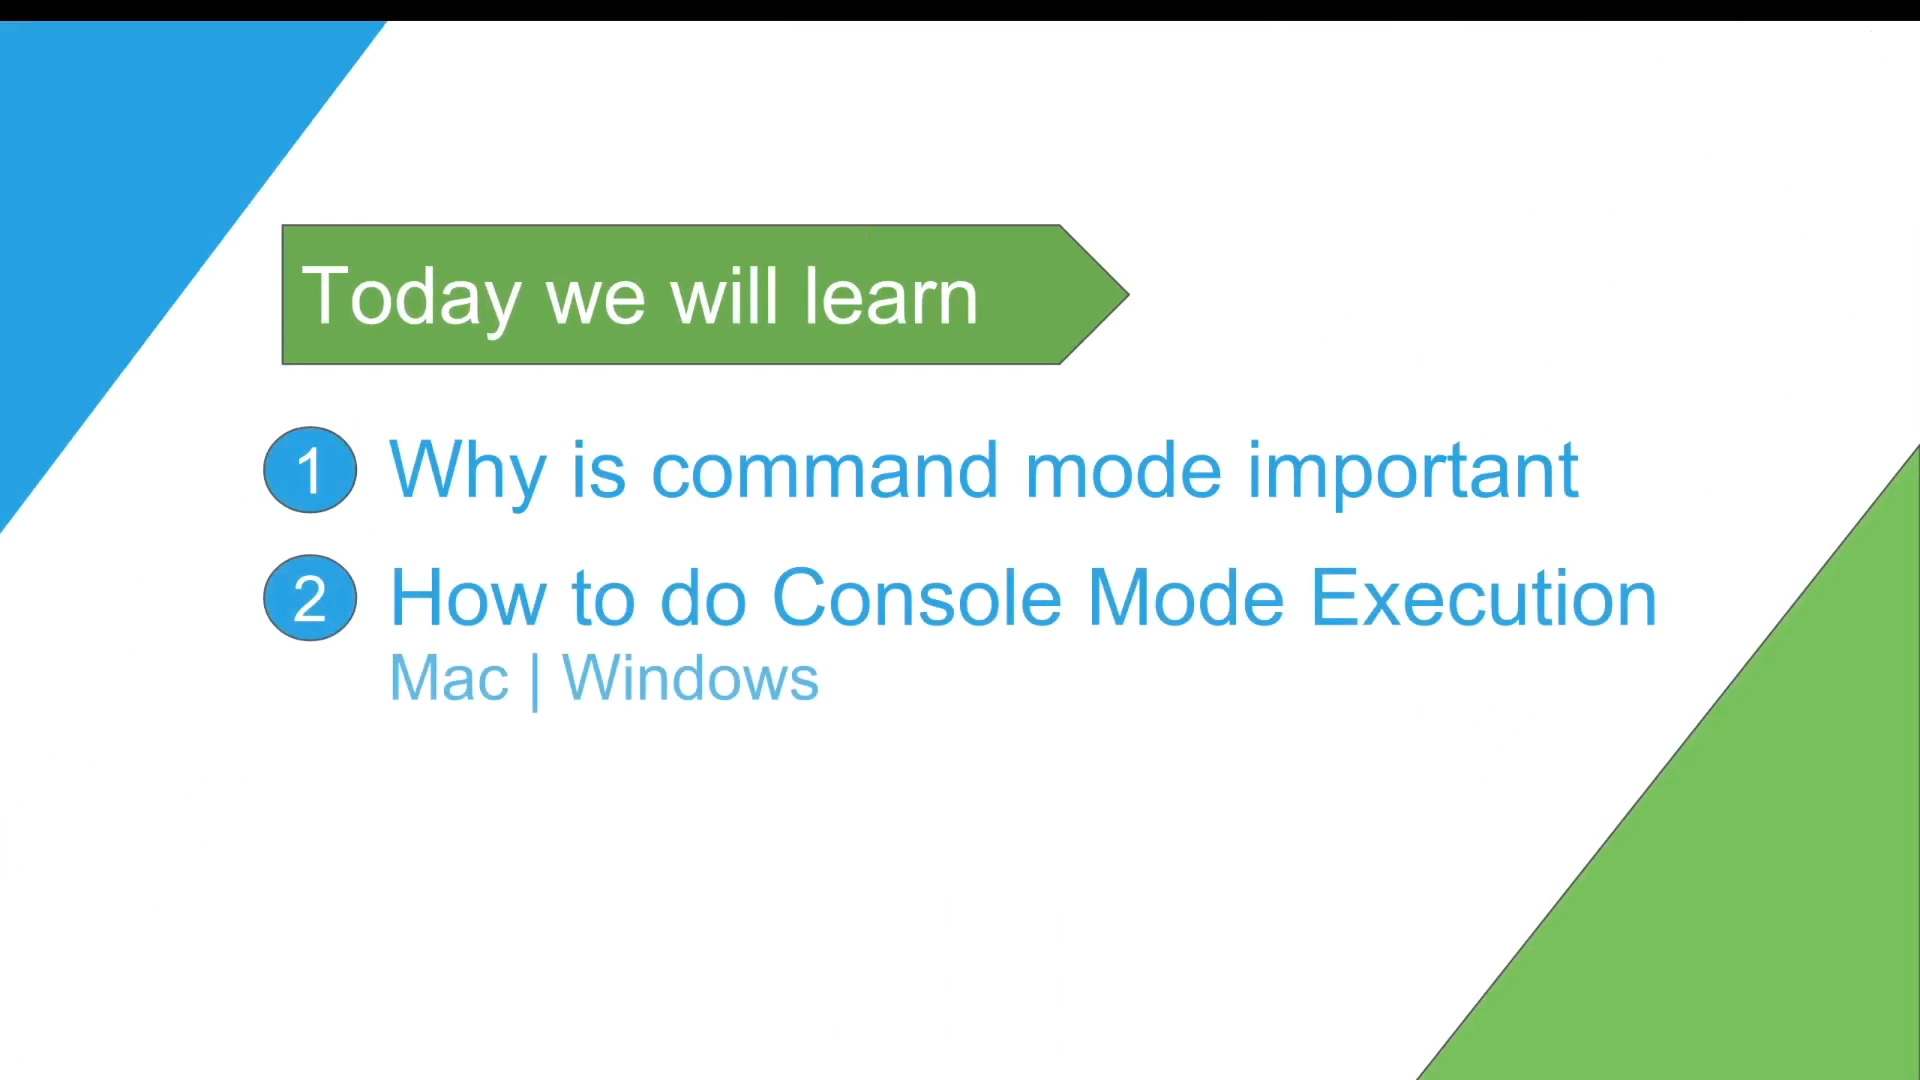 Today we will learn
1 Why is command mode important
2 How to do Console Mode Execution
Mac | Windows